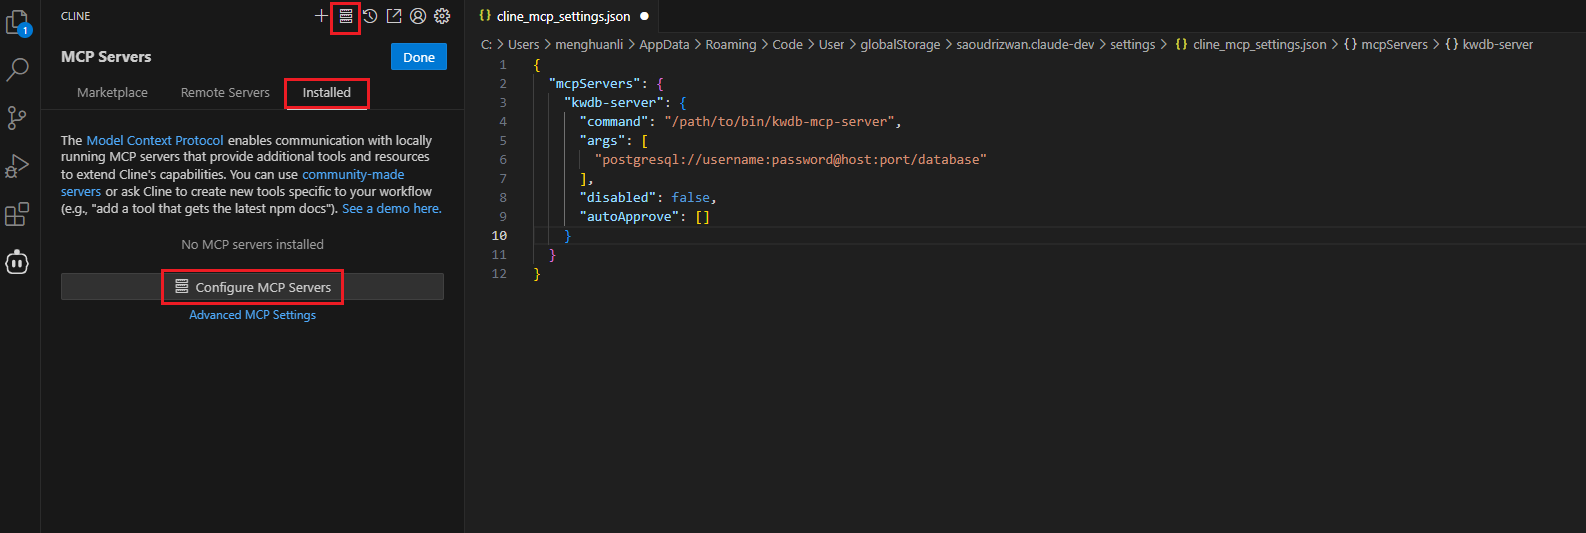 CLINE
MCP Servers
Done
Marketplace
Remote Servers
Installed
The Model Context Protocol enables communication with locally
running MCP servers that provide additional tools and resources
to extend Cline's capabilities. You can use community-made
servers or ask Cline to create new tools specific to your workflow
(e.g., "add a tool that gets the latest npm docs"). See a demo here.
No MCP servers installed
Configure MCP Servers
Advanced MCP Settings
1
{ } cline_mcp_settings.json ●
C: > Users > menghuanli > AppData > Roaming > Code > User > globalStorage > saoudrizwan.claude-dev > settings > { } cline_mcp_settings.json > { } mcpServers > { } kwdb-server
1 {
2 "mcpServers": {
3 "kwdb-server": {
4 "command": "/path/to/bin/kwdb-mcp-server",
5 "args": [
6 "postgresql://username:password@host:port/database"
7 ],
8 "disabled": false,
9 "autoApprove": []
10 }
11 }
12 }